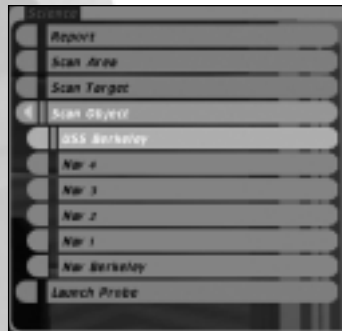 Science
Report
Scan Area
Scan Target
Scan Object
USS Berkeley
Nav 4
Nav 3
Nav 2
Nav 1
Nav Berkeley
Launch Probe